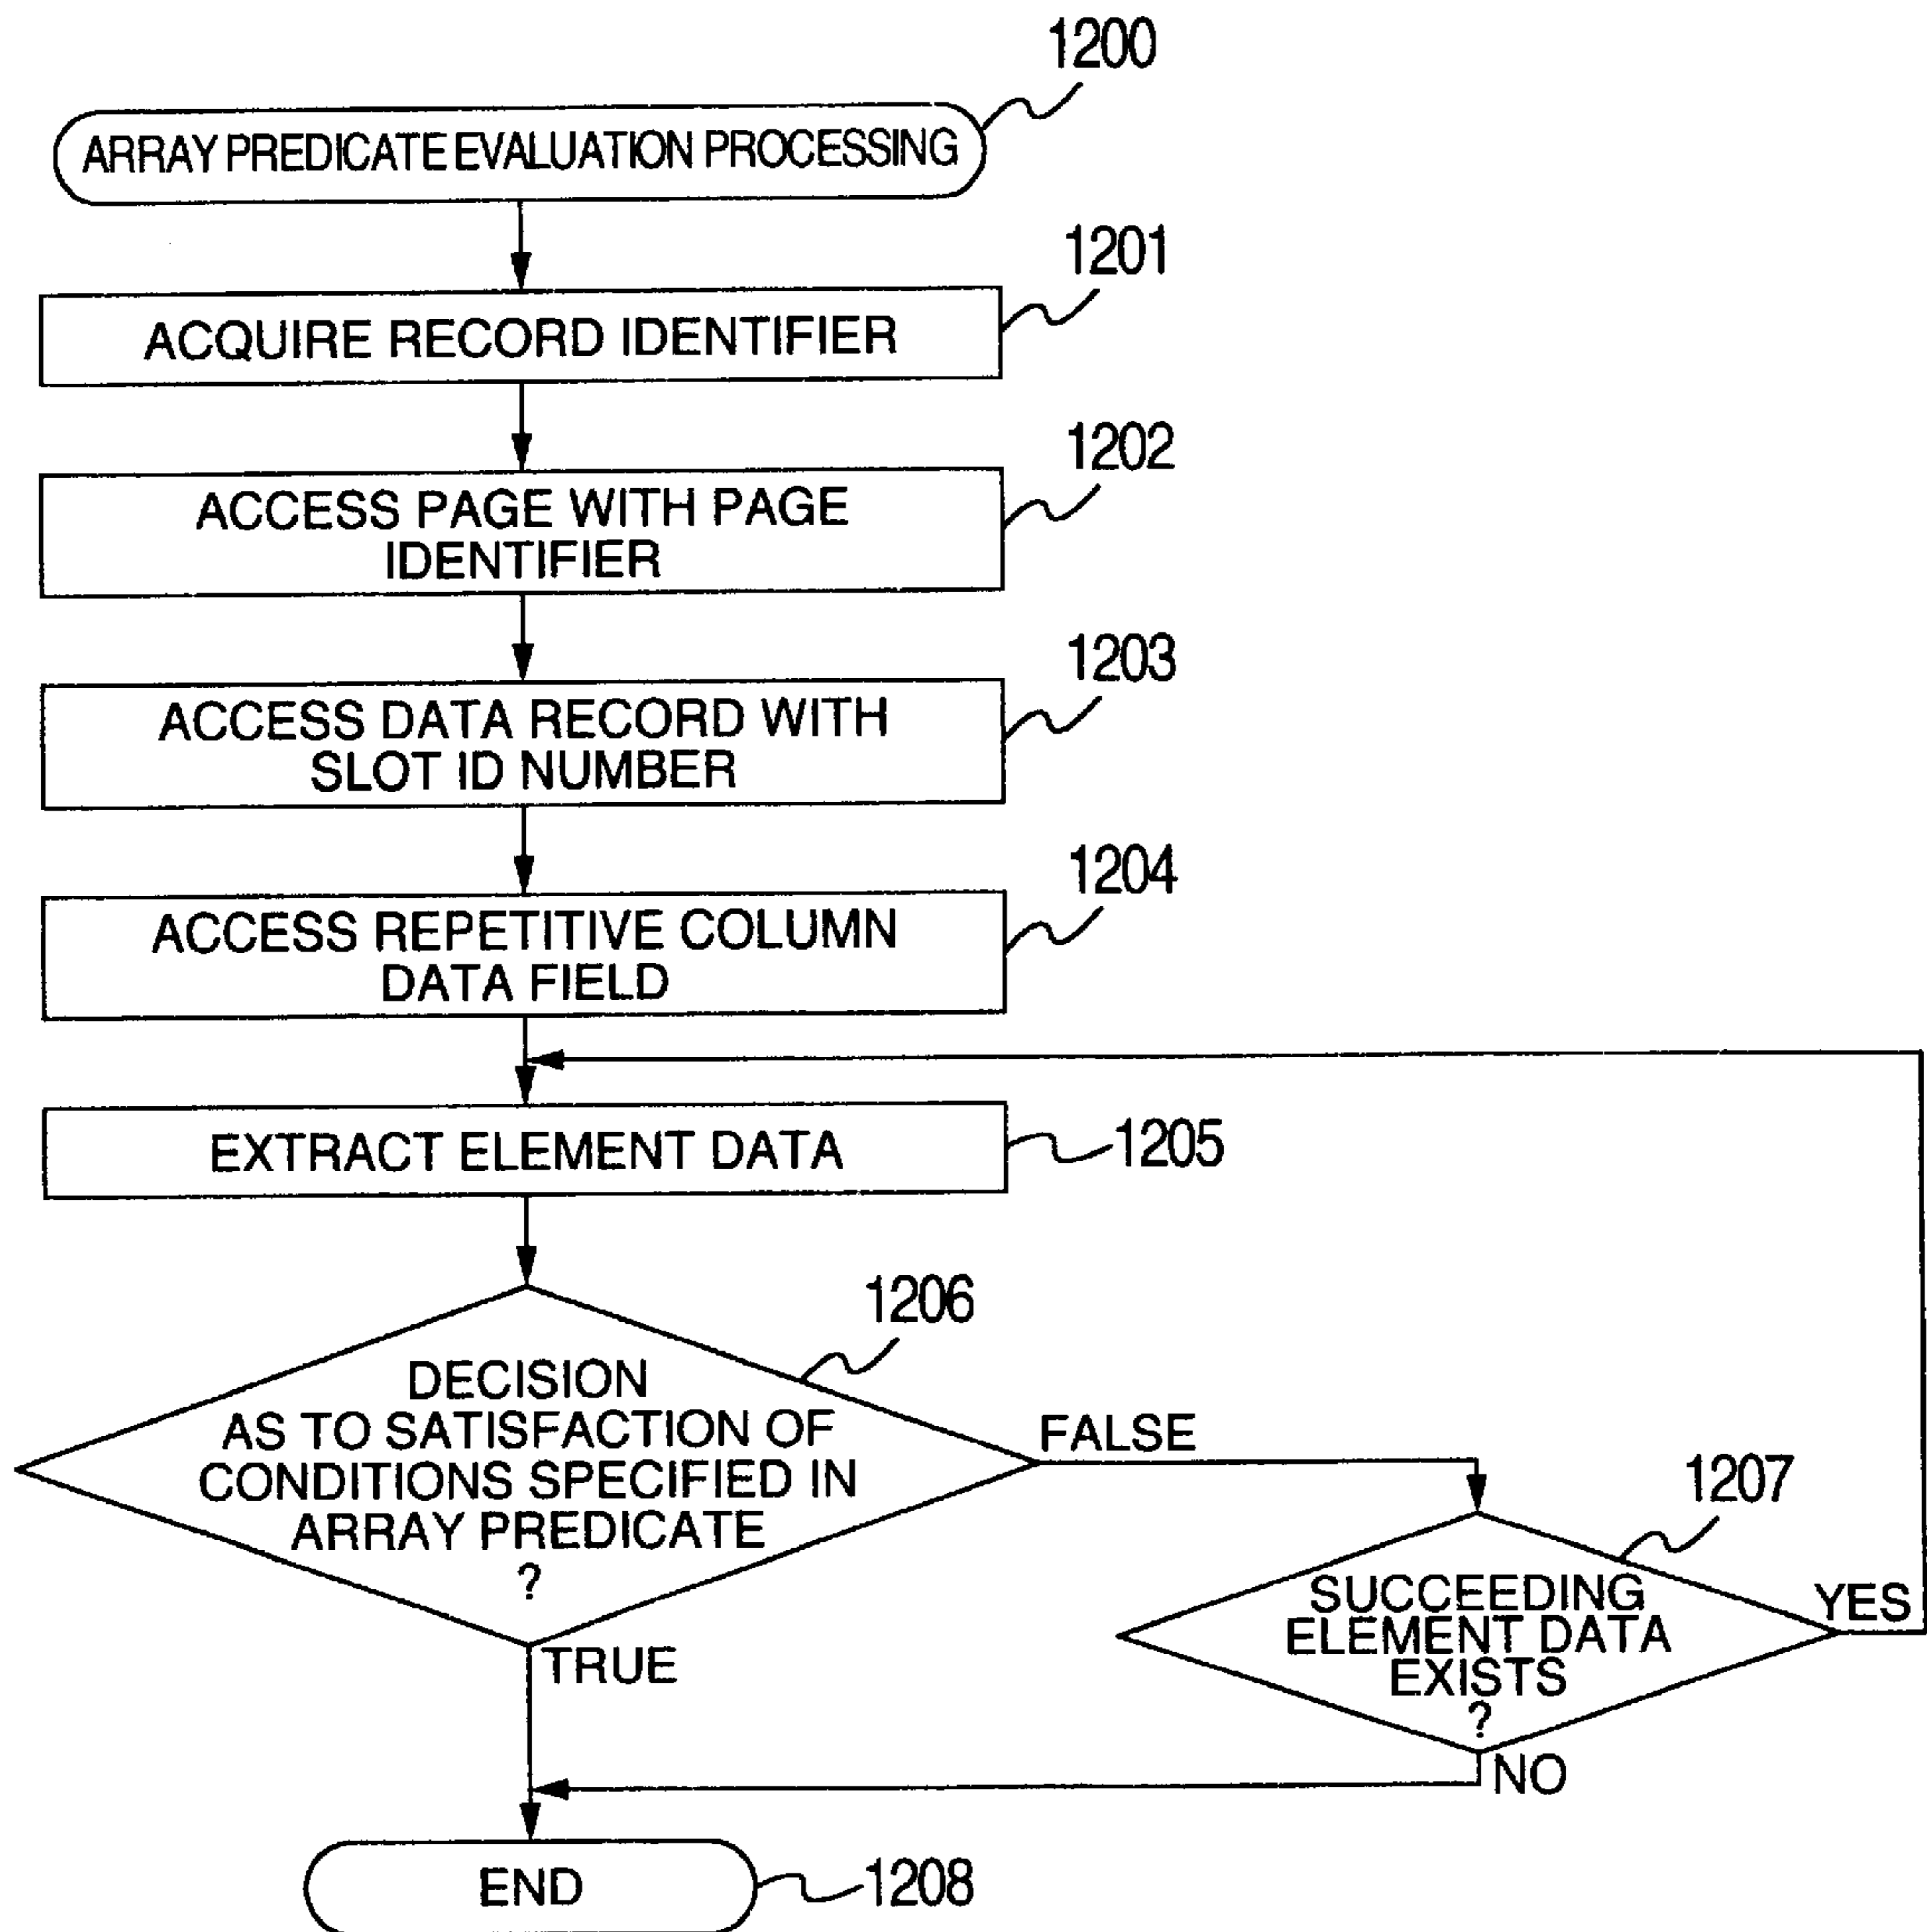 1200
ARRAY PREDICATE EVALUATION PROCESSING
1201
ACQUIRE RECORD IDENTIFIER
1202
ACCESS PAGE WITH PAGE
IDENTIFIER
1203
ACCESS DATA RECORD WITH
SLOT ID NUMBER
1204
ACCESS REPETITIVE COLUMN
DATA FIELD
EXTRACT ELEMENT DATA
1205
1206
DECISION
AS TO SATISFACTION OF
CONDITIONS SPECIFIED IN
ARRAY PREDICATE
?
FALSE
TRUE
1207
SUCCEEDING
ELEMENT DATA
EXISTS
?
YES
NO
END
1208